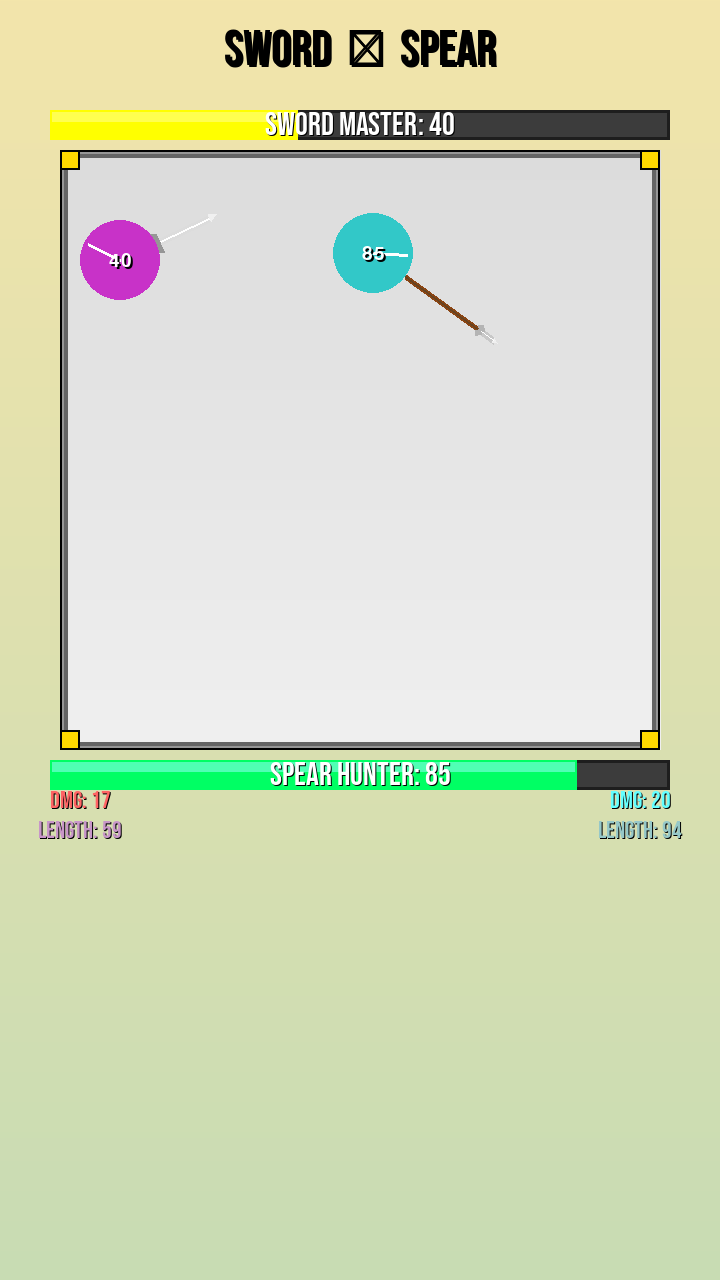 SWORD SPEAR
SWORD MASTER: 40
40
85
SPEAR HUNTER: 85
DMG: 17
DMG: 20
LENGTH: 59
LENGTH: 94